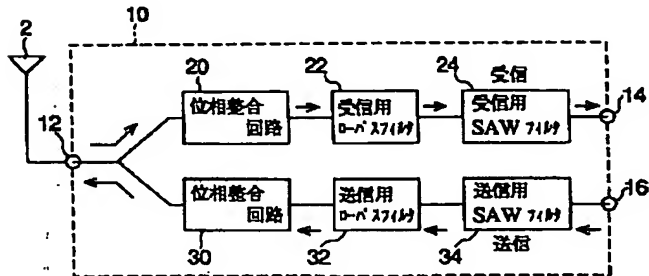 2
10
20
22
24
受信
位相整合
回路
受信用
ローパスフィルタ
受信用
SAW フィルタ
14
12
位相整合
回路
送信用
ローパスフィルタ
送信用
SAW フィルタ
16
30
32
34
送信